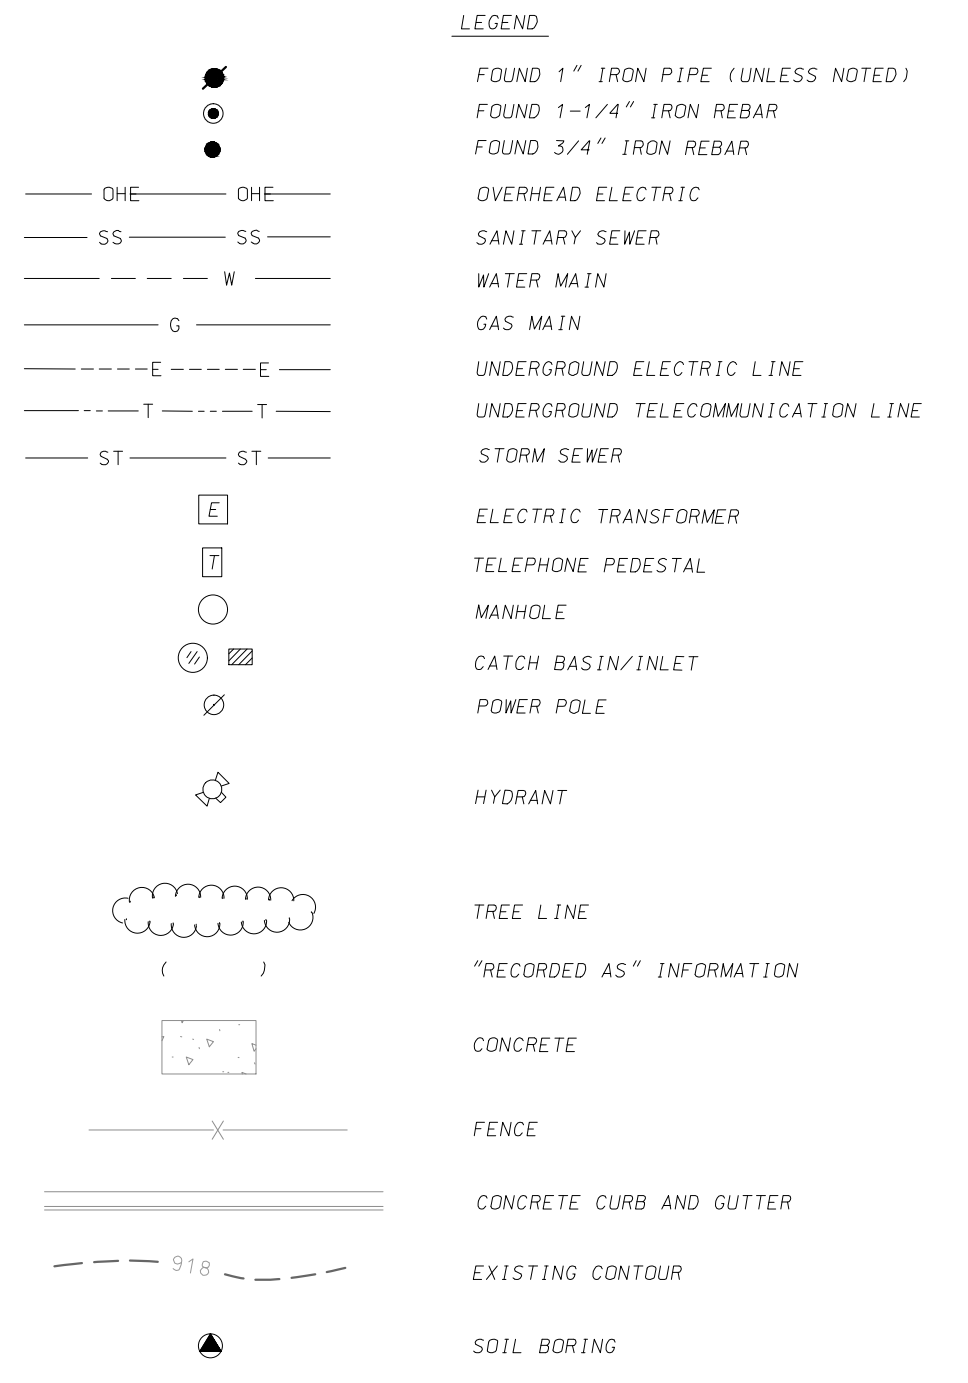 LEGEND
FOUND 1" IRON PIPE (UNLESS NOTED)
FOUND 1-1/4" IRON REBAR
FOUND 3/4" IRON REBAR
OHE OHE OVERHEAD ELECTRIC
SS SS SANITARY SEWER
W WATER MAIN
G GAS MAIN
E E UNDERGROUND ELECTRIC LINE
T T UNDERGROUND TELECOMMUNICATION LINE
ST ST STORM SEWER
E ELECTRIC TRANSFORMER
T TELEPHONE PEDESTAL
MANHOLE
CATCH BASIN/INLET
POWER POLE
HYDRANT
TREE LINE
( ) "RECORDED AS" INFORMATION
CONCRETE
X FENCE
CONCRETE CURB AND GUTTER
918 EXISTING CONTOUR
SOIL BORING